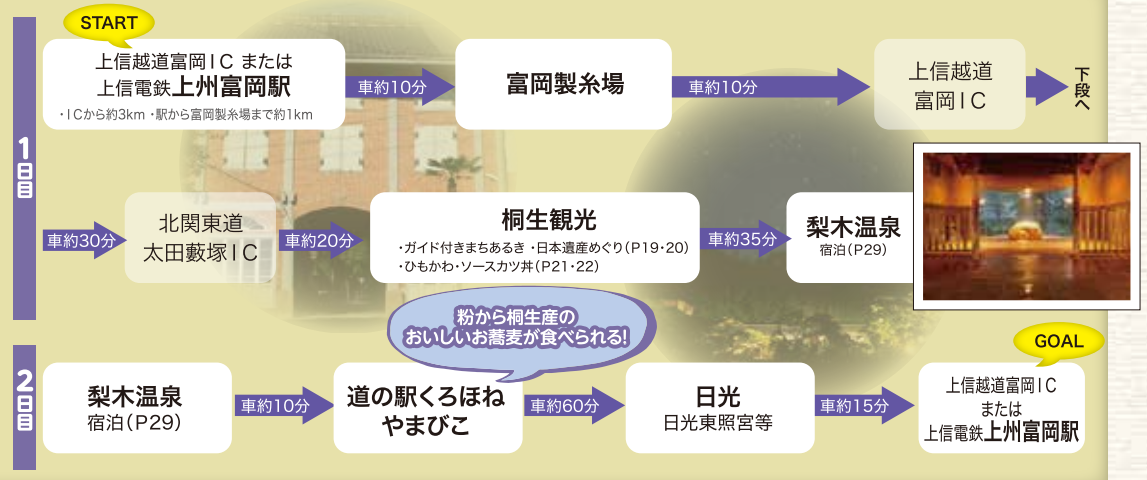 START
1日目
上信越道富岡IC または
上信電鉄上州富岡駅
・ICから約3km ・駅から富岡製糸場まで約1km
車約10分
富岡製糸場
車約10分
上信越道
富岡IC
下段へ
車約30分
北関東道
太田藪塚IC
車約20分
桐生観光
・ガイド付きまちあるき ・日本遺産めぐり(P19・20)
・ひもかわ・ソースカツ丼(P21・22)
車約35分
梨木温泉
宿泊(P29)
2日目
梨木温泉
宿泊(P29)
車約10分
粉から桐生産の
おいしいお蕎麦が食べられる!
道の駅くろほね
やまびこ
車約60分
日光
日光東照宮等
車約15分
GOAL
上信越道富岡IC
または
上信電鉄上州富岡駅